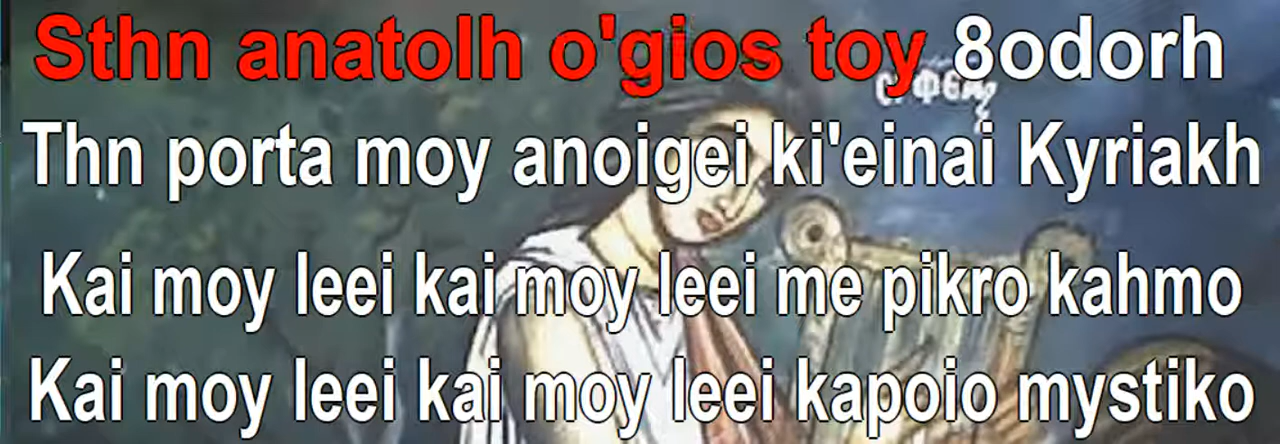 Sthn anatolh o'gios toy 8odorh
Thn porta moy anoigei ki'einai Kyriakh
Kai moy leei kai moy leei me pikro kahmo
Kai moy leei kai moy leei kapoio mystiko